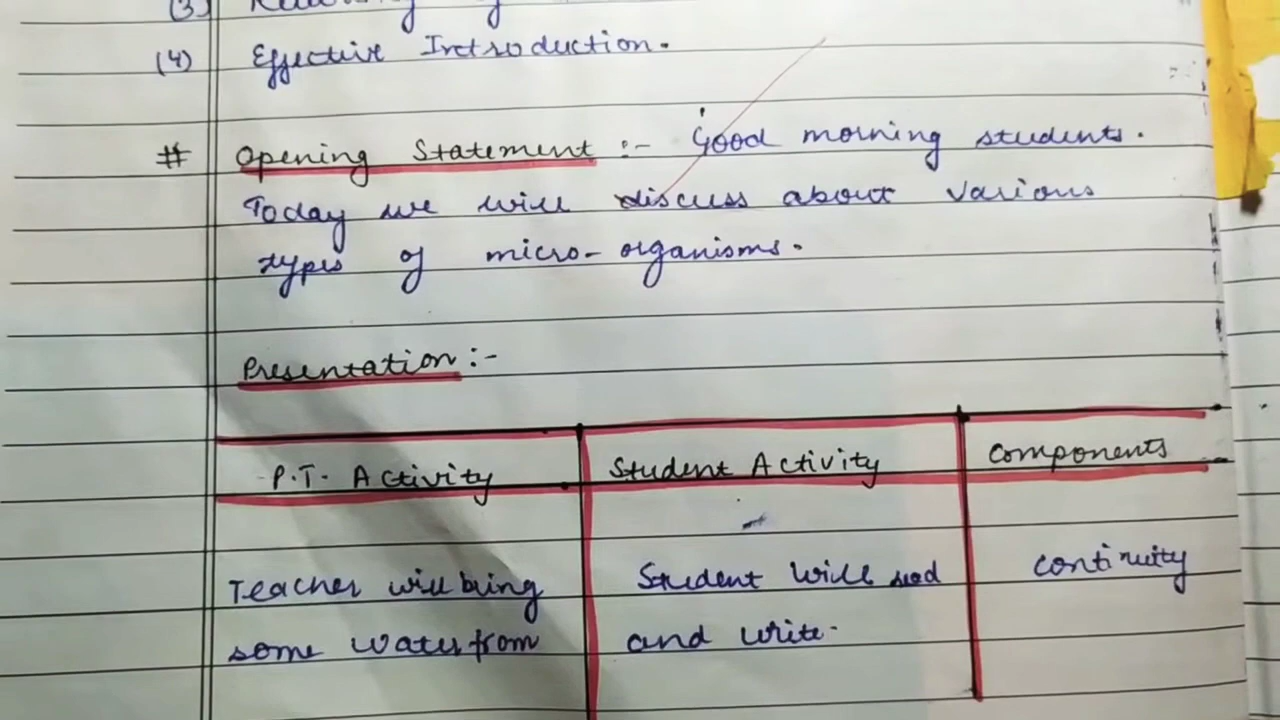 (3)
(4) Effective Introduction.
# Opening Statement :- Good morning students.
Today we will discuss about various
types of micro-organisms.
Presentation :-
P.T. Activity Student Activity Components
Teacher will bring Student will read continuity
some water from and write.